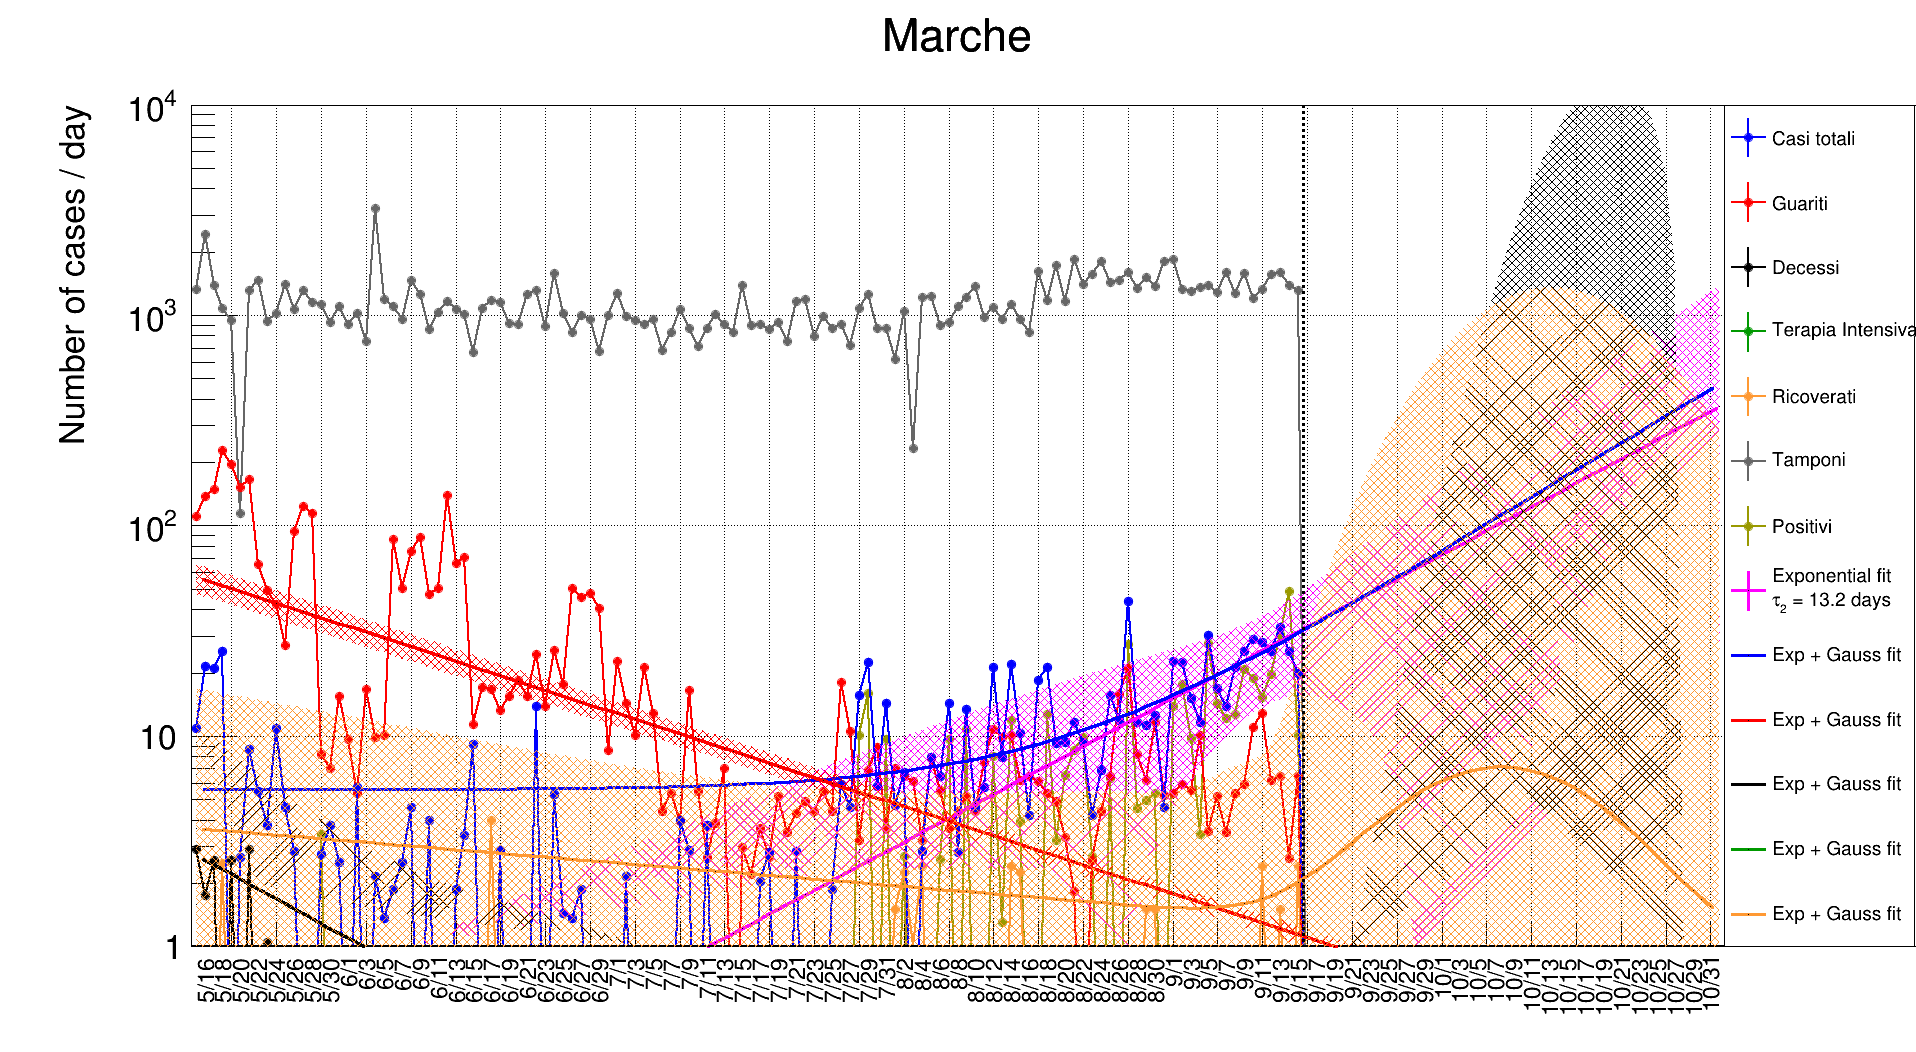 Marche
Number of cases / day
10^4
10^3
10^2
10
1
5/16 5/18 5/20 5/22 5/24 5/26 5/28 5/30 6/1 6/3 6/5 6/7 6/9 6/11 6/13 6/15 6/17 6/19 6/21 6/23 6/25 6/27 6/29 7/1 7/3 7/5 7/7 7/9 7/11 7/13 7/15 7/17 7/19 7/21 7/23 7/25 7/27 7/29 7/31 8/2 8/4 8/6 8/8 8/10 8/12 8/14 8/16 8/18 8/20 8/22 8/24 8/26 8/28 8/30 9/1 9/3 9/5 9/7 9/9 9/11 9/13 9/15 9/17 9/19 9/21 9/23 9/25 9/27 9/29 10/1 10/3 10/5 10/7 10/9 10/11 10/13 10/15 10/17 10/19 10/21 10/23 10/25 10/27 10/29 10/31
Casi totali
Guariti
Decessi
Terapia Intensiva
Ricoverati
Tamponi
Positivi
Exponential fit
τ₂ = 13.2 days
Exp + Gauss fit
Exp + Gauss fit
Exp + Gauss fit
Exp + Gauss fit
Exp + Gauss fit